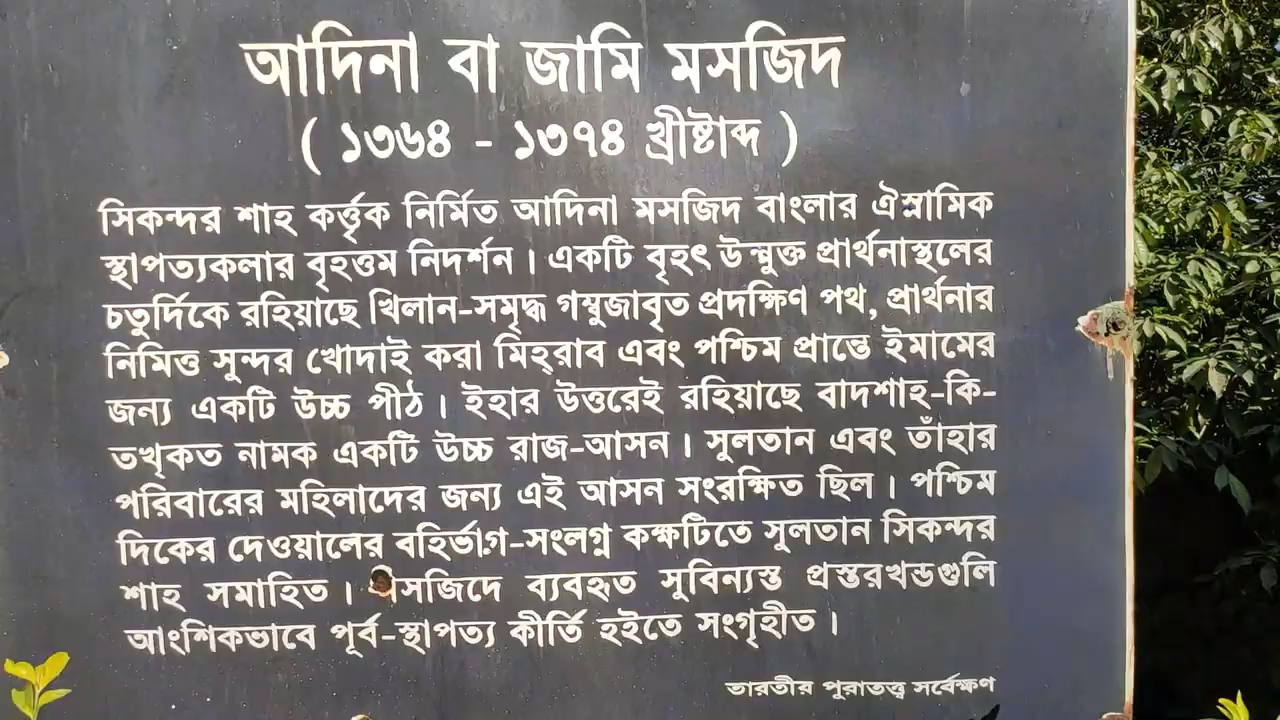 আদিনা বা জামি মসজিদ
( ১৩৬৪ - ১৩৭৪ খ্রীষ্টাব্দ )
সিকন্দর শাহ কর্ত্তৃক নির্মিত আদিনা মসজিদ বাংলার ঐস্লামিক
স্থাপত্যকলার বৃহত্তম নিদর্শন । একটি বৃহৎ উন্মুক্ত প্রার্থনাস্থলের
চতুর্দিকে রহিয়াছে খিলান-সমৃদ্ধ গম্বুজাবৃত প্রদক্ষিণ পথ, প্রার্থনার
নিমিত্ত সুন্দর খোদাই করা মিহ্‌রাব এবং পশ্চিম প্রান্তে ইমামের
জন্য একটি উচ্চ পীঠ । ইহার উত্তরেই রহিয়াছে বাদশাহ-কি-
তখৃকত নামক একটি উচ্চ রাজ-আসন । সুলতান এবং তাঁহার
পরিবারের মহিলাদের জন্য এই আসন সংরক্ষিত ছিল । পশ্চিম
দিকের দেওয়ালের বহির্ভাগ-সংলগ্ন কক্ষটিতে সুলতান সিকন্দর
শাহ সমাহিত । মসজিদে ব্যবহৃত সুবিন্যস্ত প্রস্তরখন্ডগুলি
আংশিকভাবে পূর্ব-স্থাপত্য কীর্তি হইতে সংগৃহীত ।
ভারতীর পুরাতত্ত্ব সর্বেক্ষণ